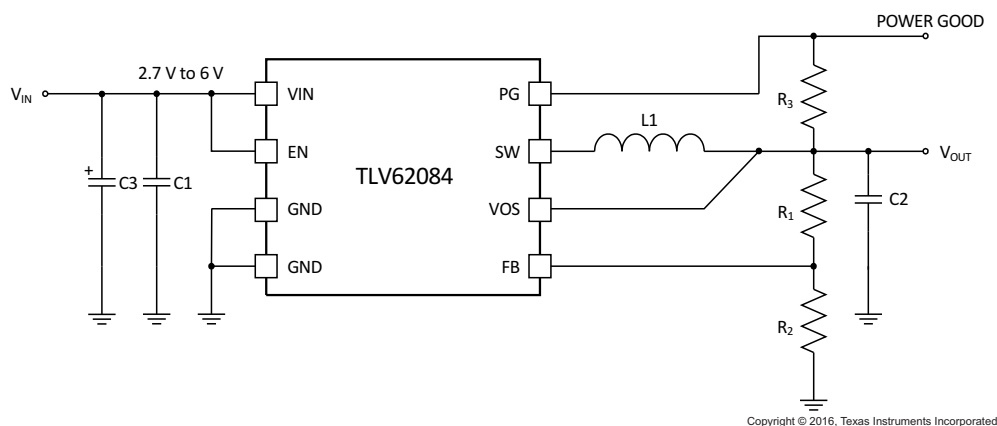 POWER GOOD
2.7 V to 6 V
VIN
VIN
PG
R3
L1
EN
SW
VOUT
+
C3
C1
TLV62084
GND
VOS
R1
C2
GND
FB
R2
Copyright © 2016, Texas Instruments Incorporated